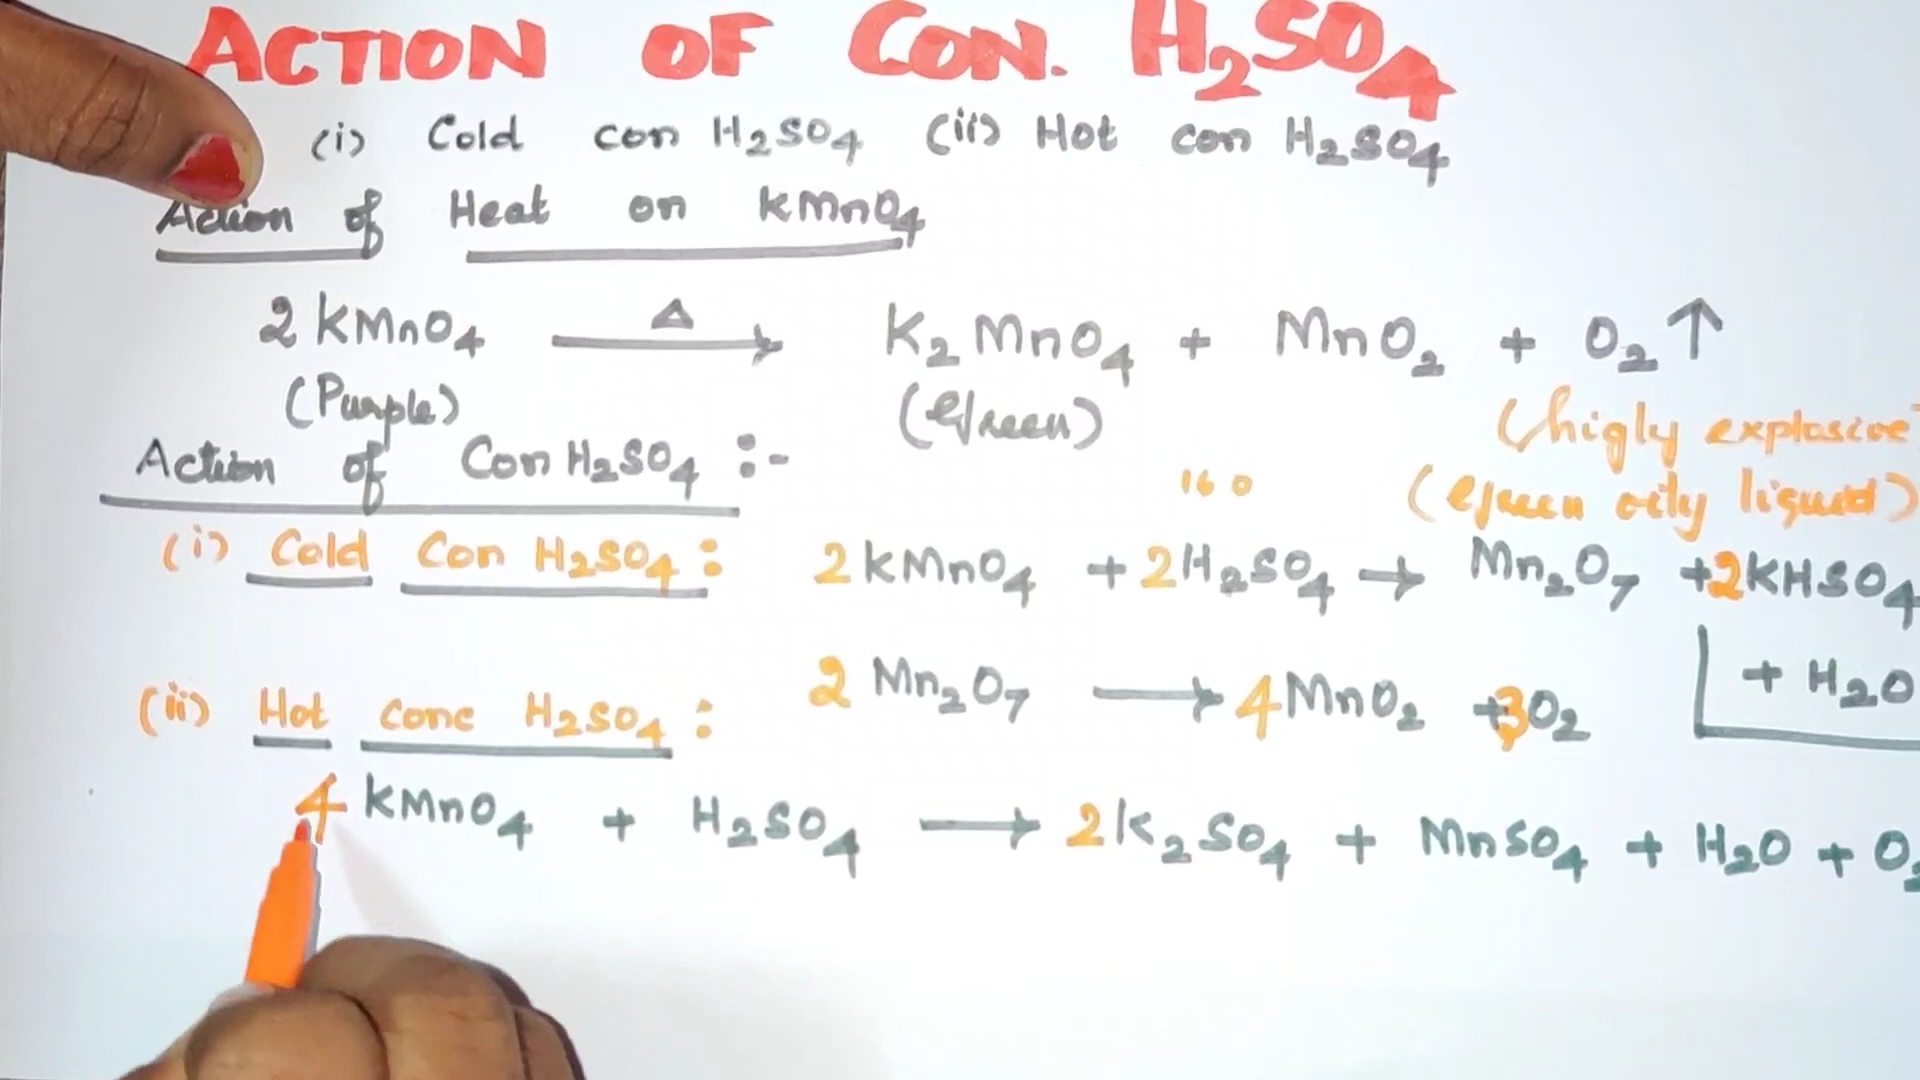 ACTION OF CON. H₂SO₄
(i) Cold con H₂SO₄ (ii) Hot con H₂SO₄
Action of Heat on KMnO₄
2 KMnO₄ —Δ→ K₂MnO₄ + MnO₂ + O₂↑
(Purple) (Green)
(higly explosive
Action of Con H₂SO₄ :-
160 (Green oily liquid)
(i) Cold Con H₂SO₄ : 2KMnO₄ + 2H₂SO₄ → Mn₂O₇ + 2KHSO₄
+ H₂O
(ii) Hot conc H₂SO₄ : 2 Mn₂O₇ → 4MnO₂ + 3O₂
4 KMnO₄ + H₂SO₄ → 2K₂SO₄ + MnSO₄ + H₂O + O₂